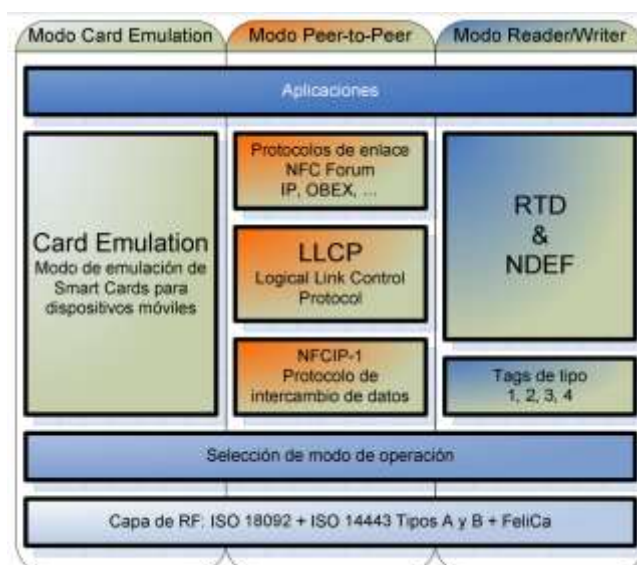 Modo Card Emulation
Modo Peer-to-Peer
Modo Reader/Writer
Aplicaciones
Card Emulation
Modo de emulación de
Smart Cards para
dispositivos móviles
Protocolos de enlace
NFC Forum
IP, OBEX, ...
LLCP
Logical Link Control
Protocol
NFCIP-1
Protocolo de
intercambio de datos
RTD
&
NDEF
Tags de tipo
1, 2, 3, 4
Selección de modo de operación
Capa de RF: ISO 18092 + ISO 14443 Tipos A y B + FeliCa